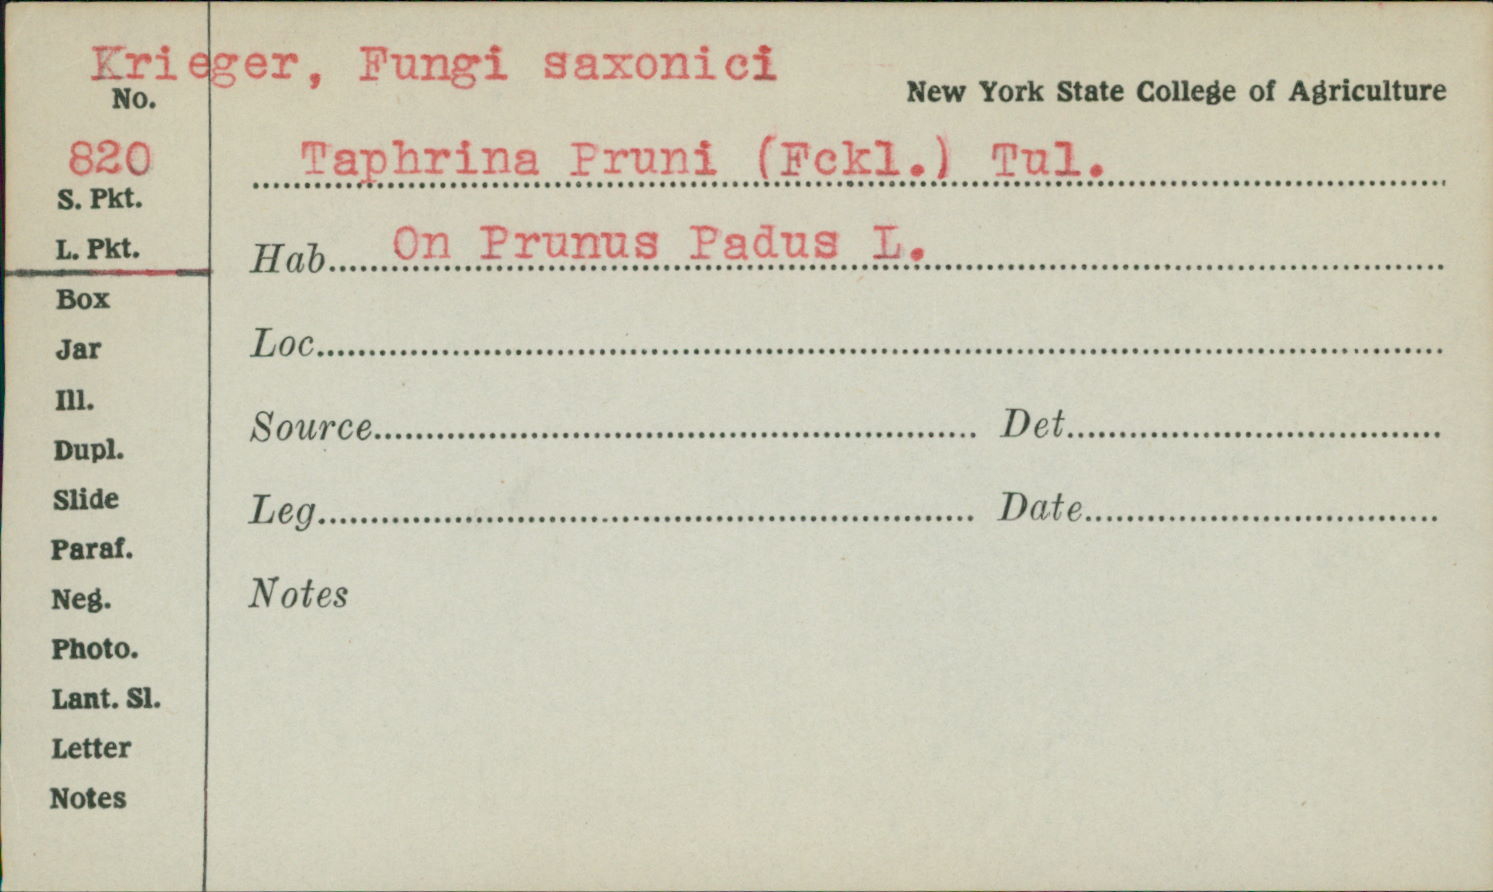 Krieger, Fungi saxonici
No.
New York State College of Agriculture
820
Taphrina Pruni (Fckl.) Tul.
S. Pkt.
L. Pkt.
Hab. On Prunus Padus L.
Box
Jar
Loc.
Ill.
Source
Det.
Dupl.
Slide
Leg.
Date
Paraf.
Neg.
Notes
Photo.
Lant. Sl.
Letter
Notes